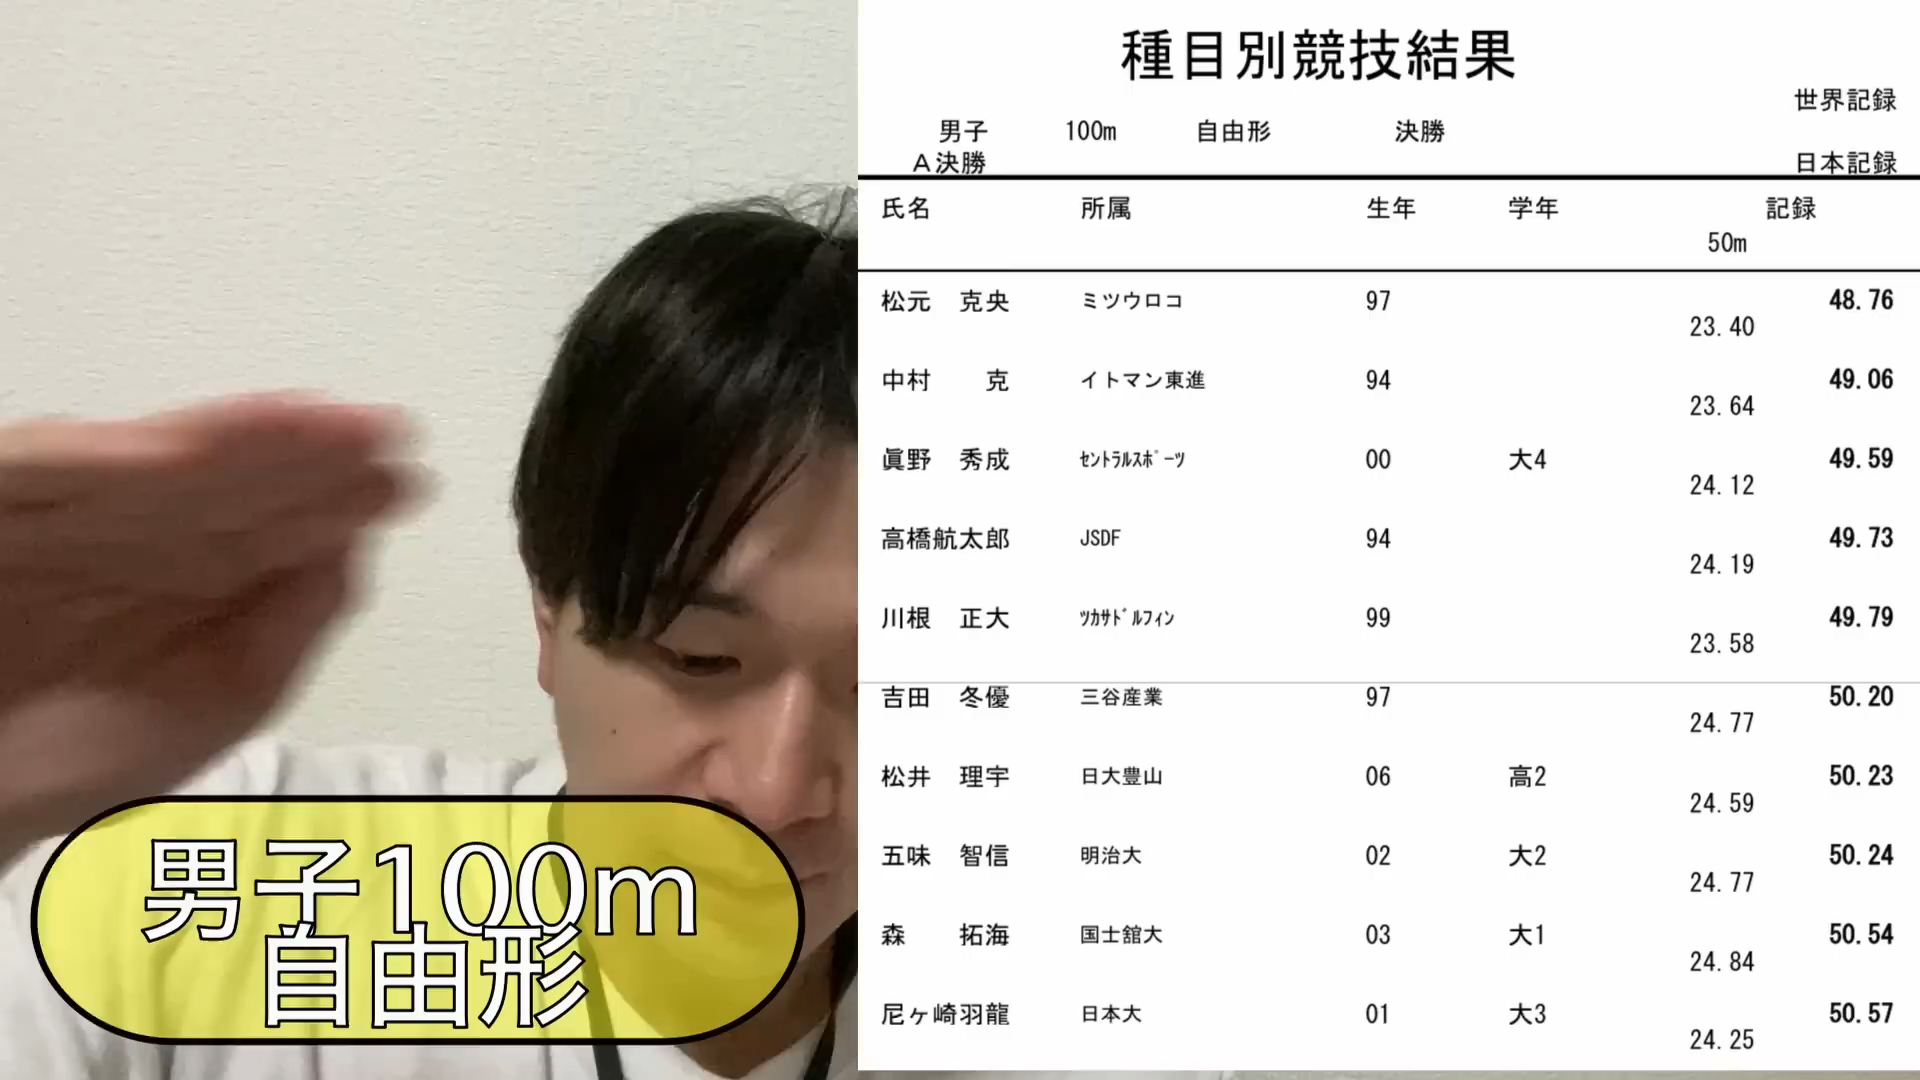 種目別競技結果
世界記録
男子 100m 自由形 決勝
A決勝 日本記録
氏名 所属 生年 学年 記録
50m
松元 克央 ミツウロコ 97 48.76
23.40
中村 克 イトマン東進 94 49.06
23.64
眞野 秀成 ｾﾝﾄﾗﾙｽﾎﾟｰﾂ 00 大4 49.59
24.12
高橋航太郎 JSDF 94 49.73
24.19
川根 正大 ﾂｶｻﾄﾞﾙﾌｨﾝ 99 49.79
23.58
吉田 冬優 三谷産業 97 50.20
24.77
松井 理宇 日大豊山 06 高2 50.23
24.59
五味 智信 明治大 02 大2 50.24
24.77
森 拓海 国士舘大 03 大1 50.54
24.84
尼ヶ崎羽龍 日本大 01 大3 50.57
24.25
男子100m
自由形